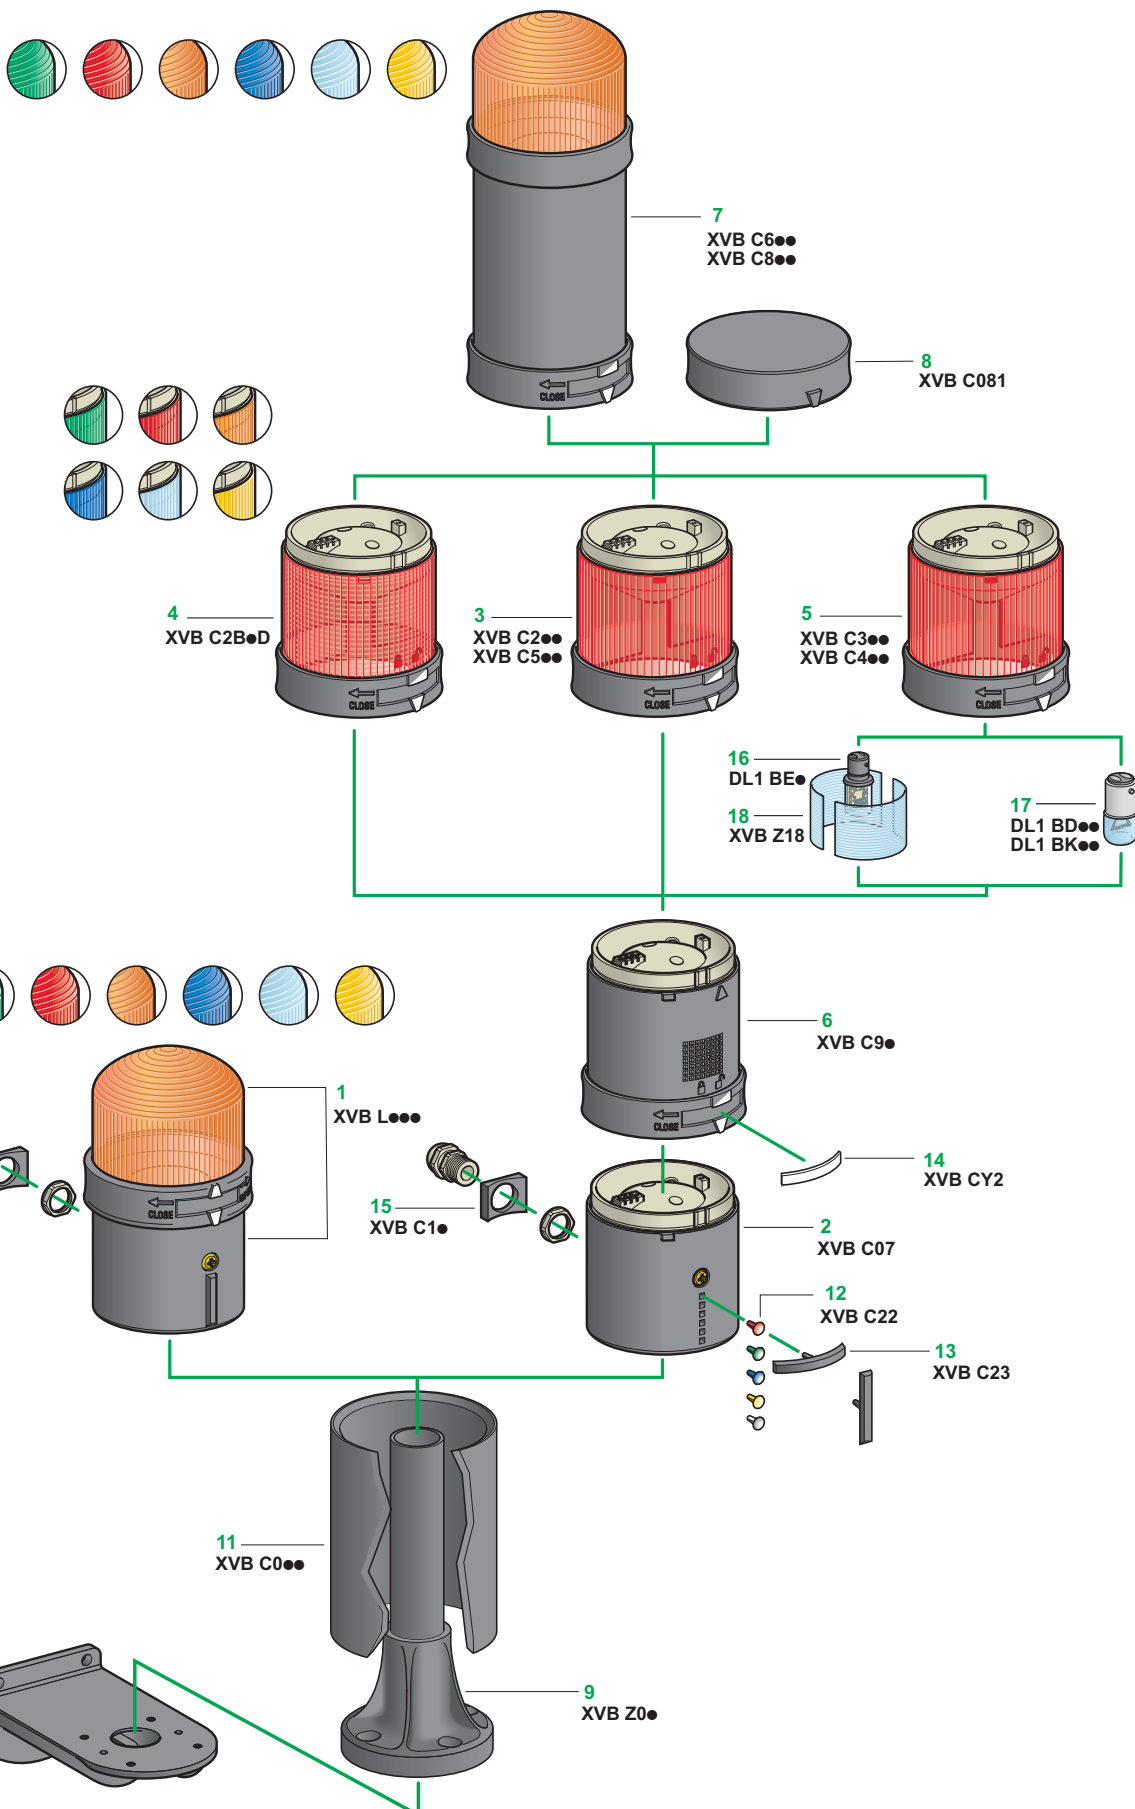 7
XVB C6●●
XVB C8●●
CLOSE
8
XVB C081
4
XVB C2B●D
3
XVB C2●●
XVB C5●●
5
XVB C3●●
XVB C4●●
CLOSE
CLOSE
CLOSE
16
DL1 BE●
18
XVB Z18
17
DL1 BD●●
DL1 BK●●
6
XVB C9●
CLOSE
1
XVB L●●●
CLOSE
14
XVB CY2
15
XVB C1●
2
XVB C07
12
XVB C22
13
XVB C23
11
XVB C0●●
9
XVB Z0●